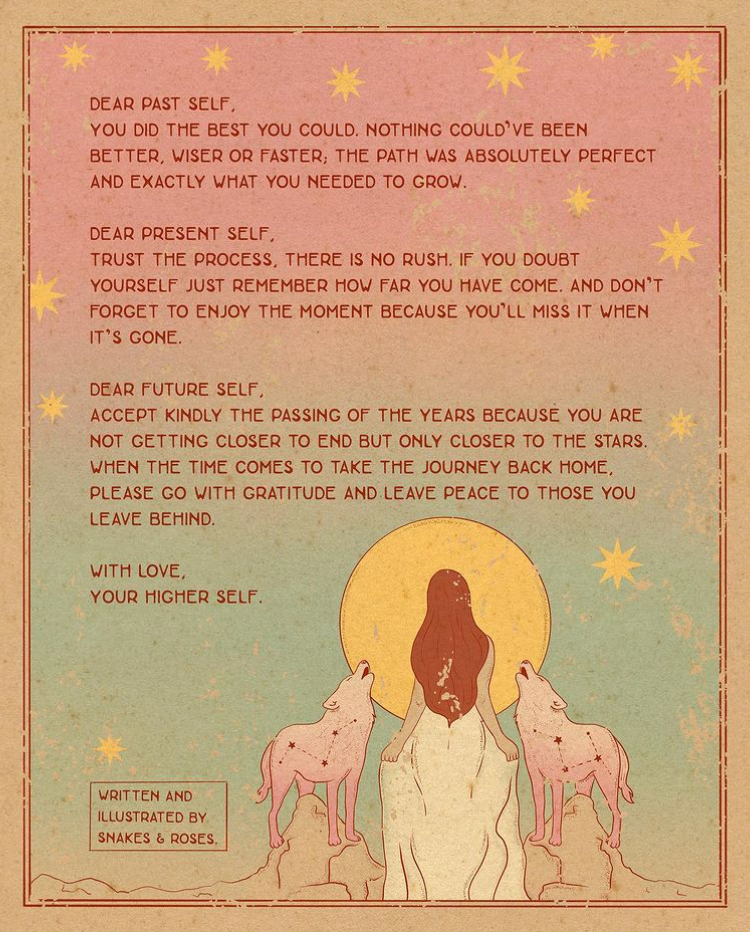 DEAR PAST SELF,
YOU DID THE BEST YOU COULD. NOTHING COULD'VE BEEN
BETTER, WISER OR FASTER; THE PATH WAS ABSOLUTELY PERFECT
AND EXACTLY WHAT YOU NEEDED TO GROW.
DEAR PRESENT SELF,
TRUST THE PROCESS, THERE IS NO RUSH. IF YOU DOUBT
YOURSELF JUST REMEMBER HOW FAR YOU HAVE COME. AND DON'T
FORGET TO ENJOY THE MOMENT BECAUSE YOU'LL MISS IT WHEN
IT'S GONE.
DEAR FUTURE SELF,
ACCEPT KINDLY THE PASSING OF THE YEARS BECAUSE YOU ARE
NOT GETTING CLOSER TO END BUT ONLY CLOSER TO THE STARS.
WHEN THE TIME COMES TO TAKE THE JOURNEY BACK HOME,
PLEASE GO WITH GRATITUDE AND LEAVE PEACE TO THOSE YOU
LEAVE BEHIND.
WITH LOVE,
YOUR HIGHER SELF.
WRITTEN AND
ILLUSTRATED BY
SNAKES & ROSES.